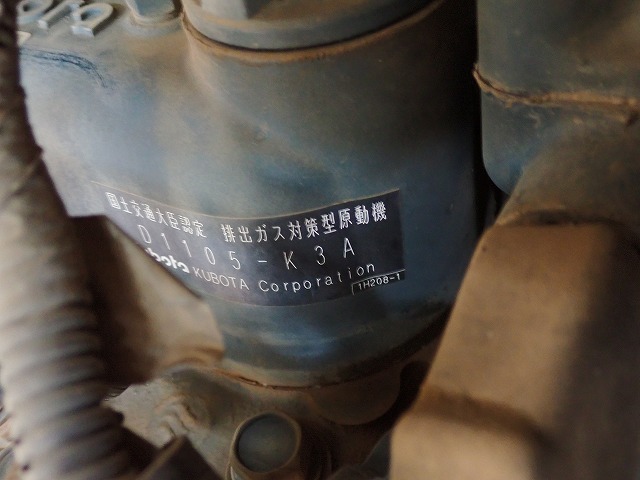 国土交通大臣認定 排出ガス対策型原動機
D1105-K3A
KUBOTA Corporation
1H208-1